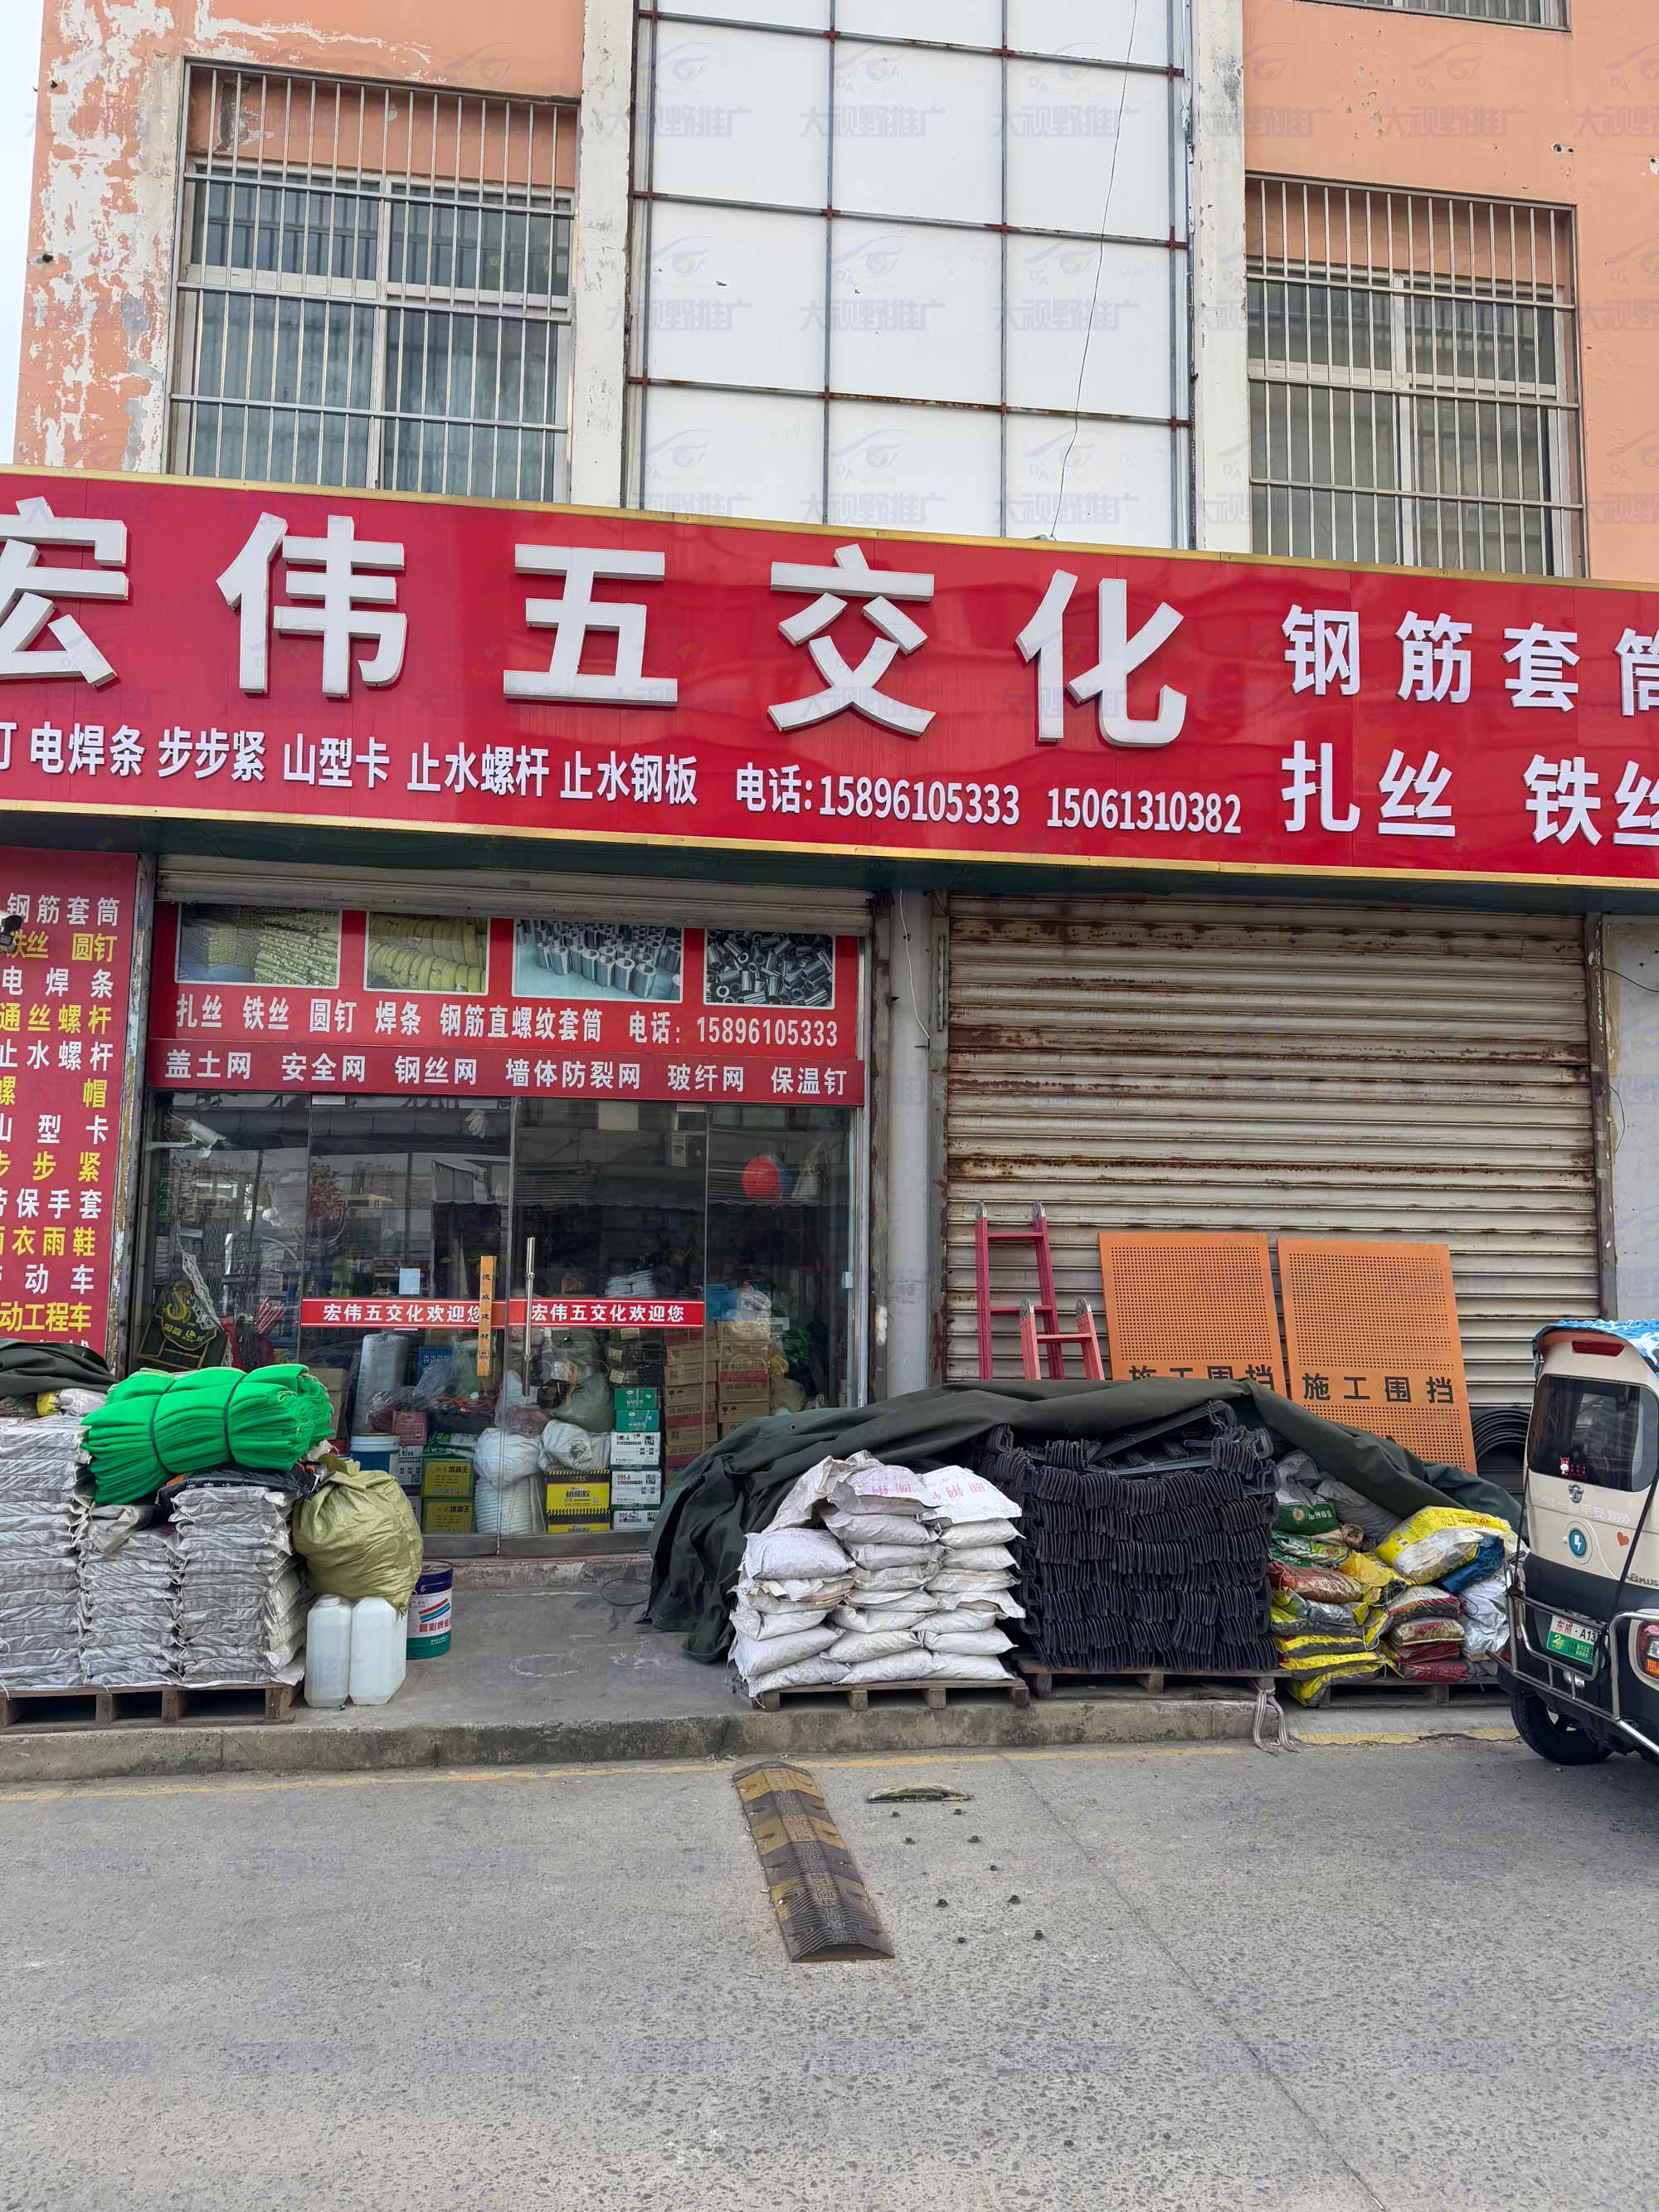 宏伟五交化
钢筋套筒
钉 电焊条 步步紧 山型卡 止水螺杆 止水钢板 电话:15896105333 15061310382
扎丝 铁丝
钢筋套筒
铁丝 圆钉
电焊条
通丝螺杆
止水螺杆
螺帽
山型卡
步步紧
劳保手套
雨衣雨鞋
动车
动工程车
扎丝 铁丝 圆钉 焊条 钢筋直螺纹套筒 电话: 15896105333
盖土网 安全网 钢丝网 墙体防裂网 玻纤网 保温钉
宏伟五交化欢迎您
宏伟五交化欢迎您
施工围挡
施工围挡
大视野推广